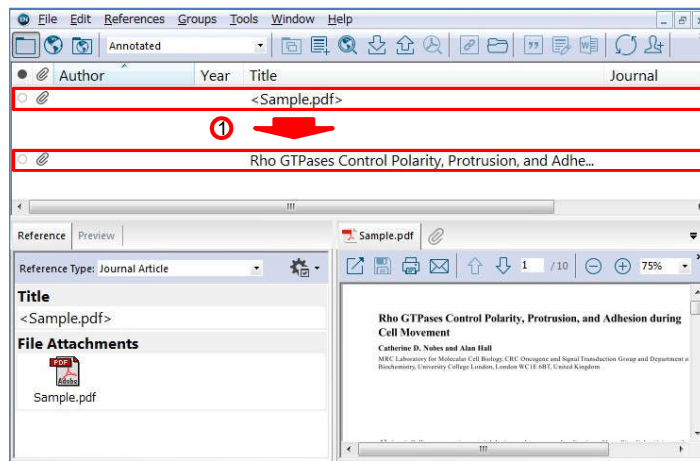 File Edit References Groups Tools Window Help
Annotated
Author Year Title Journal
<Sample.pdf>
1
Rho GTPases Control Polarity, Protrusion, and Adhe...
Reference Preview
Sample.pdf
Reference Type: Journal Article
1 /10 75%
Title
<Sample.pdf>
File Attachments
PDF
Adobe
Sample.pdf
Rho GTPases Control Polarity, Protrusion, and Adhesion during
Cell Movement
Catherine D. Nobes and Alan Hall
MRC Laboratory for Molecular Cell Biology, CRC Oncogene and Signal Transduction Group and Department
Biochemistry, University College London, London WC1E 6BT, United Kingdom